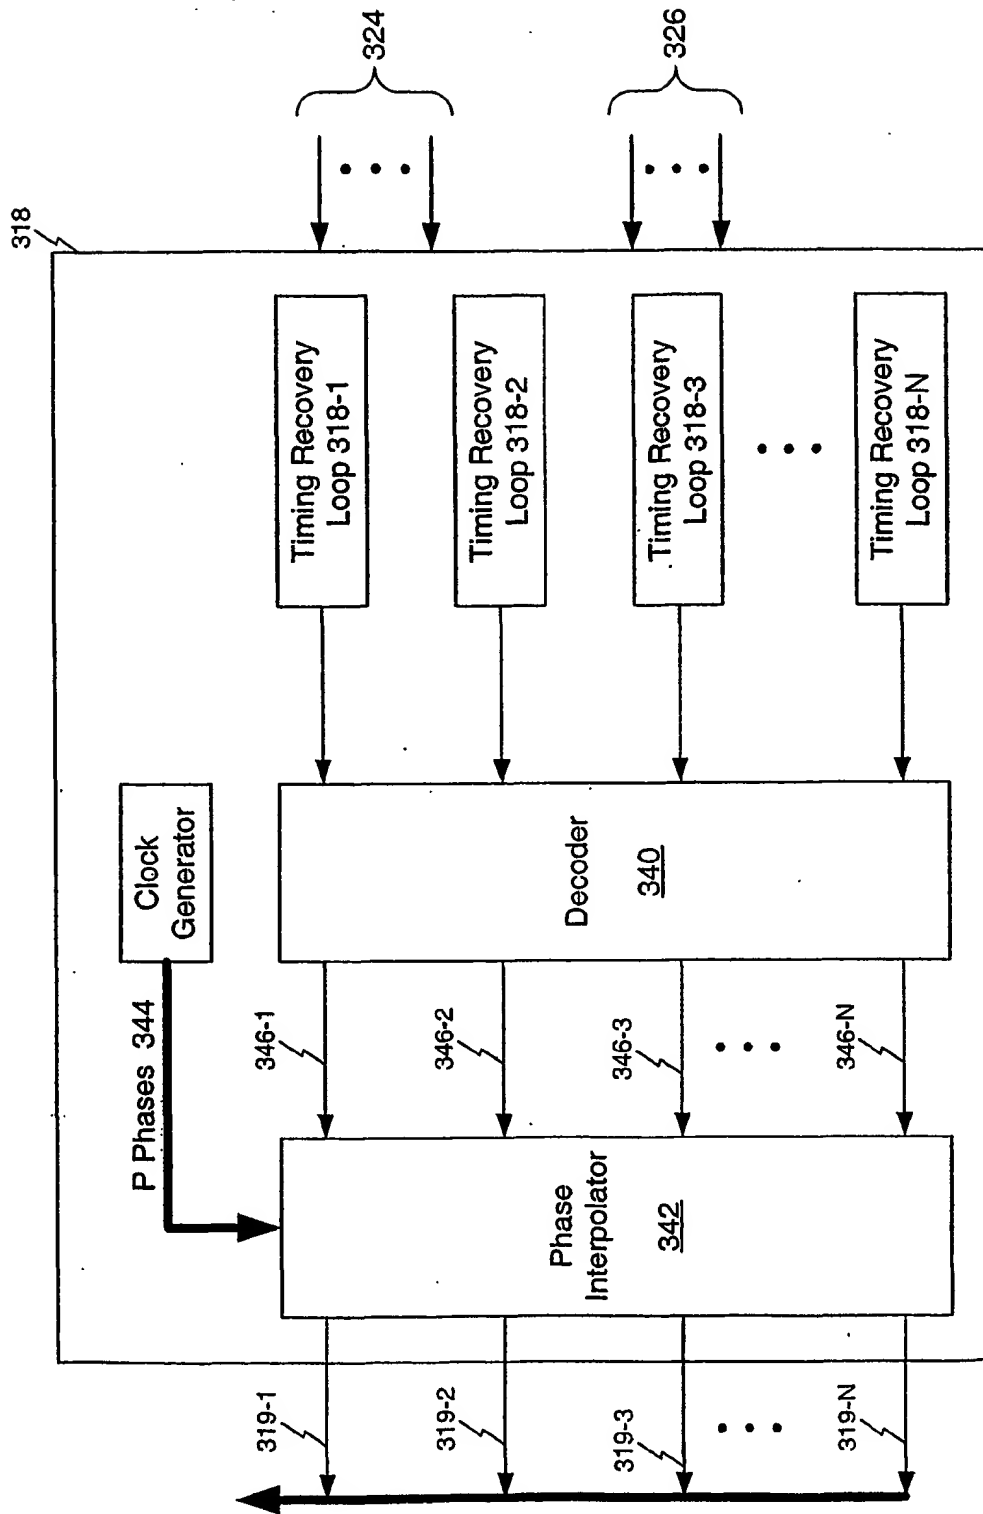 318
324
326
Timing Recovery
Loop 318-1
Timing Recovery
Loop 318-2
Timing Recovery
Loop 318-3
Timing Recovery
Loop 318-N
Clock
Generator
P Phases 344
Decoder
340
346-1
346-2
346-3
346-N
Phase
Interpolator
342
319-1
319-2
319-3
319-N